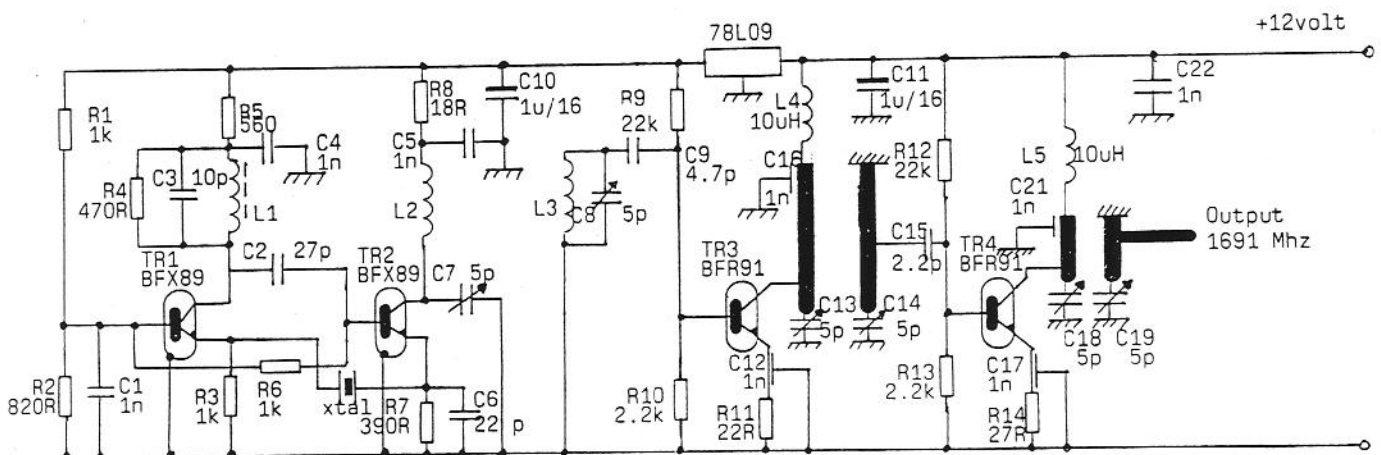 78L09
+12volt
R1
1k
R5
560
C4
1n
R8
18R
C10
1u/16
C5
1n
R9
22k
L4
10uH
C11
1u/16
C22
1n
R4
470R
C3
10p
L1
L2
L3
C8
5p
C9
4.7p
C16
1n
R12
22k
L5
10uH
C21
1n
Output
1691 Mhz
C2
27p
TR1
BFX89
TR2
BFX89
C7
5p
TR3
BFR91
C15
2.2p
TR4
BFR91
C13
5p
C14
5p
C18
5p
C19
5p
R2
820R
C1
1n
R3
1k
R6
1k
xtal
R7
390R
C6
22 p
R10
2.2k
C12
1n
R11
22R
R13
2.2k
C17
1n
R14
27R